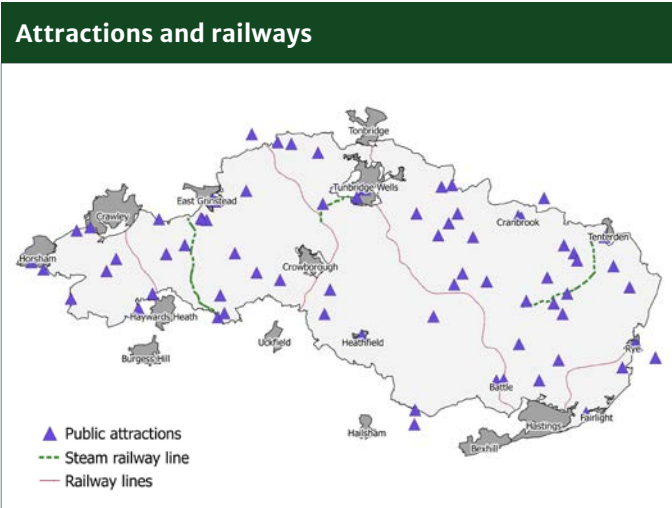 Attractions and railways
Tonbridge
Tunbridge Wells
East Grinstead
Crawley
Cranbrook
Tenterden
Horsham
Crowborough
Haywards Heath
Uckfield
Heathfield
Burgess Hill
Rye
Battle
Fairlight
Hastings
Hailsham
Bexhill
Public attractions
Steam railway line
Railway lines